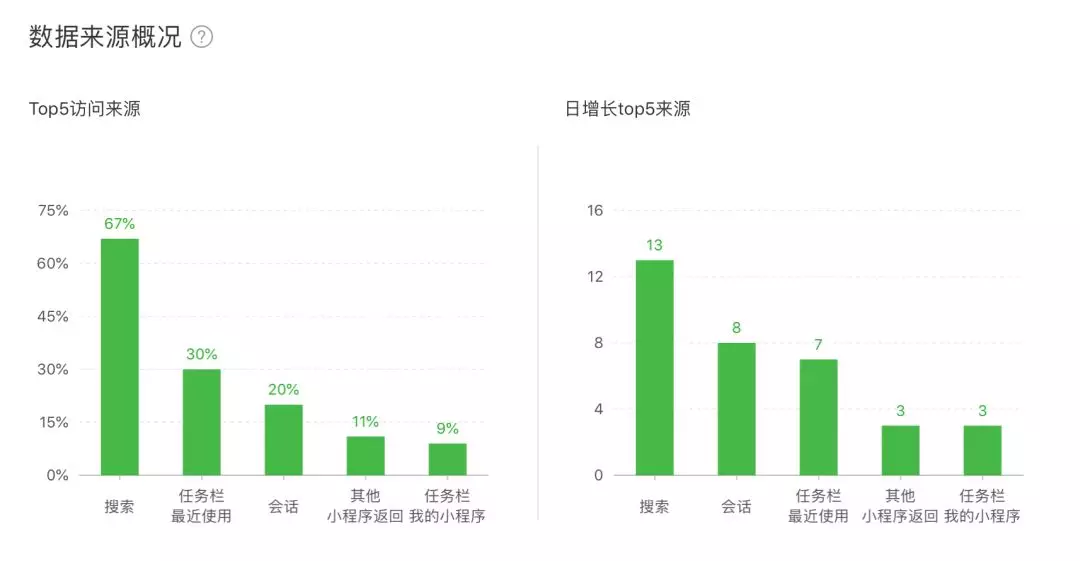 数据来源概况 ?
Top5访问来源
75%
60%
45%
30%
15%
0%
67%
30%
20%
11%
9%
搜索
任务栏
最近使用
会话
其他
小程序返回
任务栏
我的小程序
日增长top5来源
16
12
8
4
0
13
8
7
3
3
搜索
会话
任务栏
最近使用
其他
小程序返回
任务栏
我的小程序